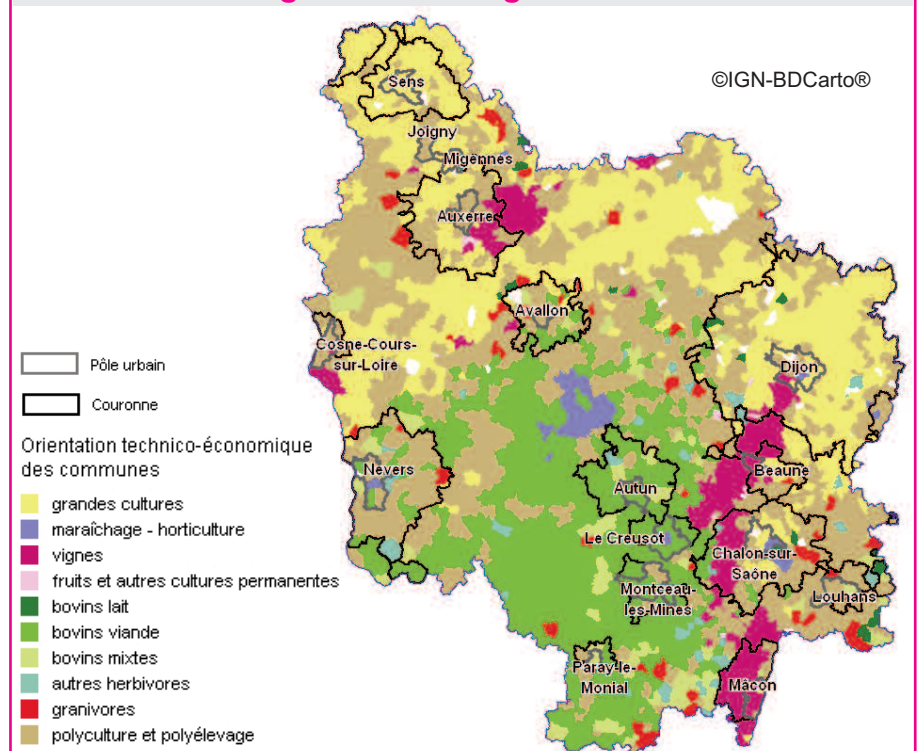 ©IGN-BDCarto®
Sens
Joigny
Migennes
Auxerre
Avallon
Cosne-Cours-
sur-Loire
Dijon
Nevers
Beaune
Autun
Le Creusot
Chalon-sur-
Saône
Montceau-
les-Mines
Louhans
Paray-le-
Monial
Mâcon
Pôle urbain
Couronne
Orientation technico-économique
des communes
grandes cultures
maraîchage - horticulture
vignes
fruits et autres cultures permanentes
bovins lait
bovins viande
bovins mixtes
autres herbivores
granivores
polyculture et polyélevage